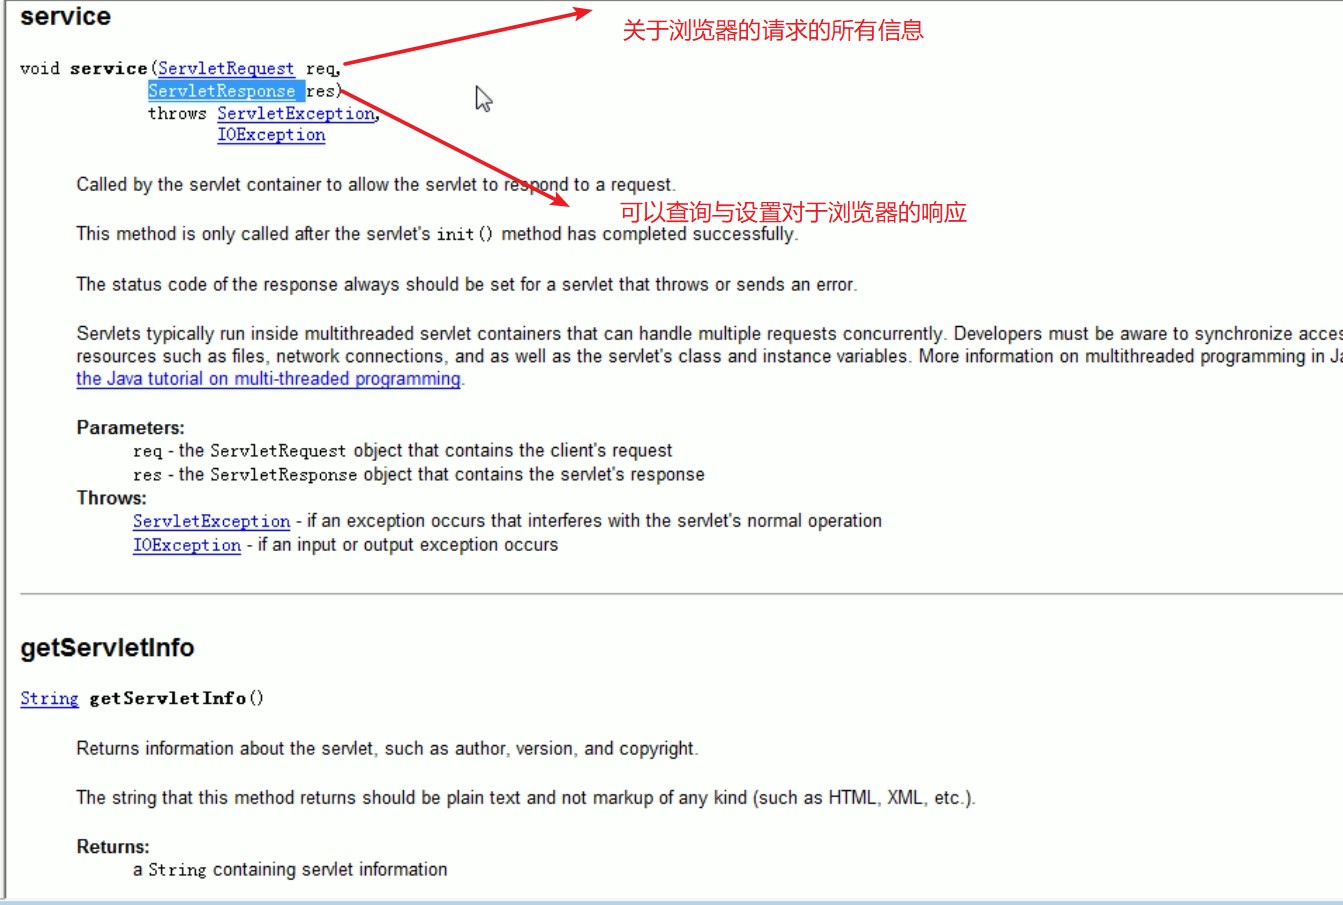 service
关于浏览器的请求的所有信息
void service(ServletRequest req,
ServletResponse res)
throws ServletException,
IOException
Called by the servlet container to allow the servlet to respond to a request.
可以查询与设置对于浏览器的响应
This method is only called after the servlet's init() method has completed successfully.
The status code of the response always should be set for a servlet that throws or sends an error.
Servlets typically run inside multithreaded servlet containers that can handle multiple requests concurrently. Developers must be aware to synchronize
resources such as files, network connections, and as well as the servlet's class and instance variables. More information on multithreaded programming in
the Java tutorial on multi-threaded programming.
Parameters:
req - the ServletRequest object that contains the client's request
res - the ServletResponse object that contains the servlet's response
Throws:
ServletException - if an exception occurs that interferes with the servlet's normal operation
IOException - if an input or output exception occurs
getServletInfo
String getServletInfo()
Returns information about the servlet, such as author, version, and copyright.
The string that this method returns should be plain text and not markup of any kind (such as HTML, XML, etc.).
Returns:
a String containing servlet information